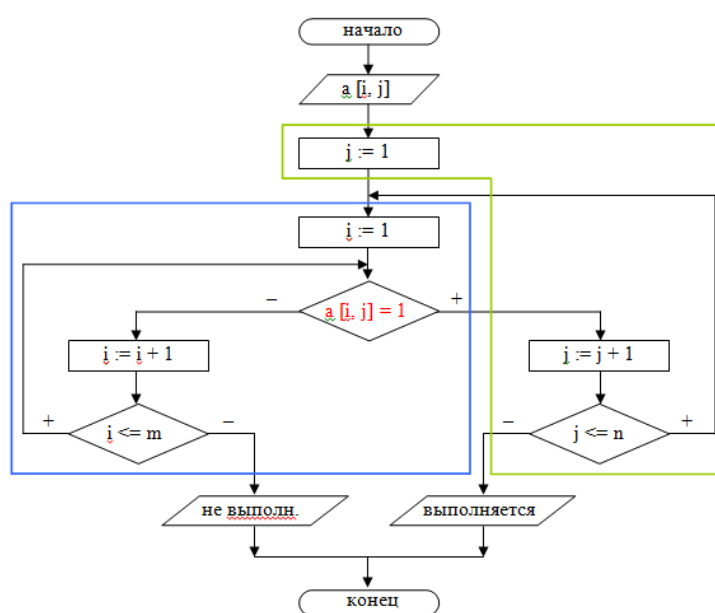 начало
a [i, j]
j := 1
i := 1
a [i, j] = 1
–
+
i := i + 1
j := j + 1
+
i <= m
–
–
j <= n
+
не выполн.
выполняется
конец